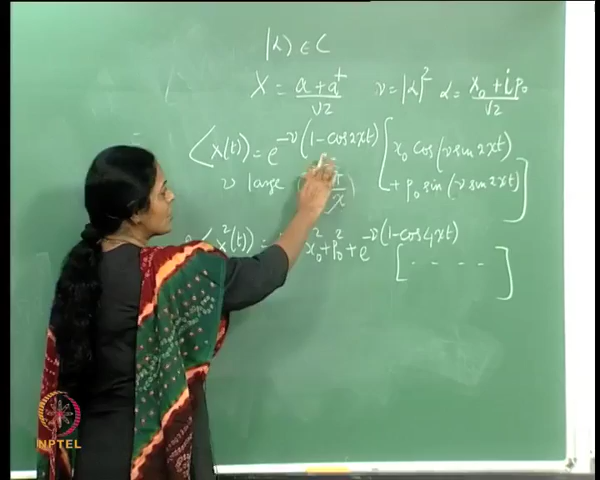 |α⟩ ∈ C
X = (a + a†)/√2 ν = |α|² α = (x₀ + i p₀)/√2
⟨x(t)⟩ = e^{-ν(1 - cos 2χt)} [x₀ cos(ν sin 2χt)
+ p₀ sin(ν sin 2χt)]
ν large
χ
x²(t) = x₀² + p₀² + e^{-ν(1 - cos 4χt)}
[· - - - -]
NPTEL